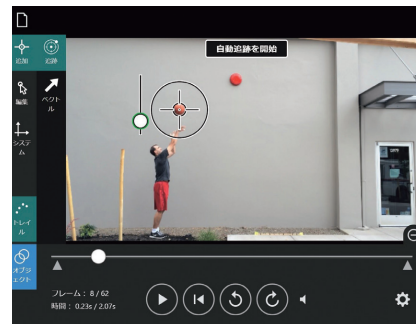 自動追跡を開始
追加
追跡
編集
ベクト
ル
システ
ム
トレイ
ル
オブジ
ェクト
フレーム : 8 / 62
時間 : 0.23s / 2.07s